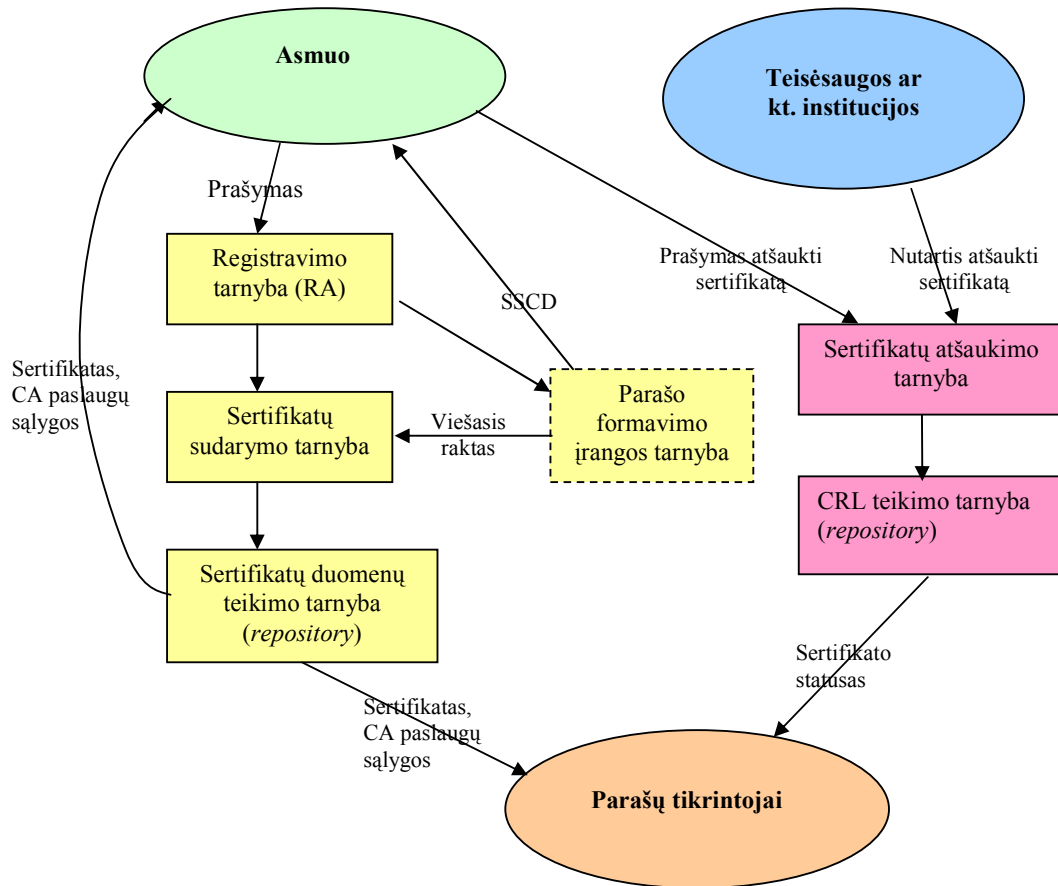 Asmuo
Teisėsaugos ar
kt. institucijos
Prašymas
Registravimo
tarnyba (RA)
SSCD
Prašymas atšaukti
sertifikatą
Nutartis atšaukti
sertifikatą
Sertifikatas,
CA paslaugų
sąlygos
Sertifikatų
sudarymo tarnyba
Viešasis
raktas
Parašo
formavimo
įrangos tarnyba
Sertifikatų atšaukimo
tarnyba
CRL teikimo tarnyba
(repository)
Sertifikatų duomenų
teikimo tarnyba
(repository)
Sertifikato
statusas
Sertifikatas,
CA paslaugų
sąlygos
Parašų tikrintojai